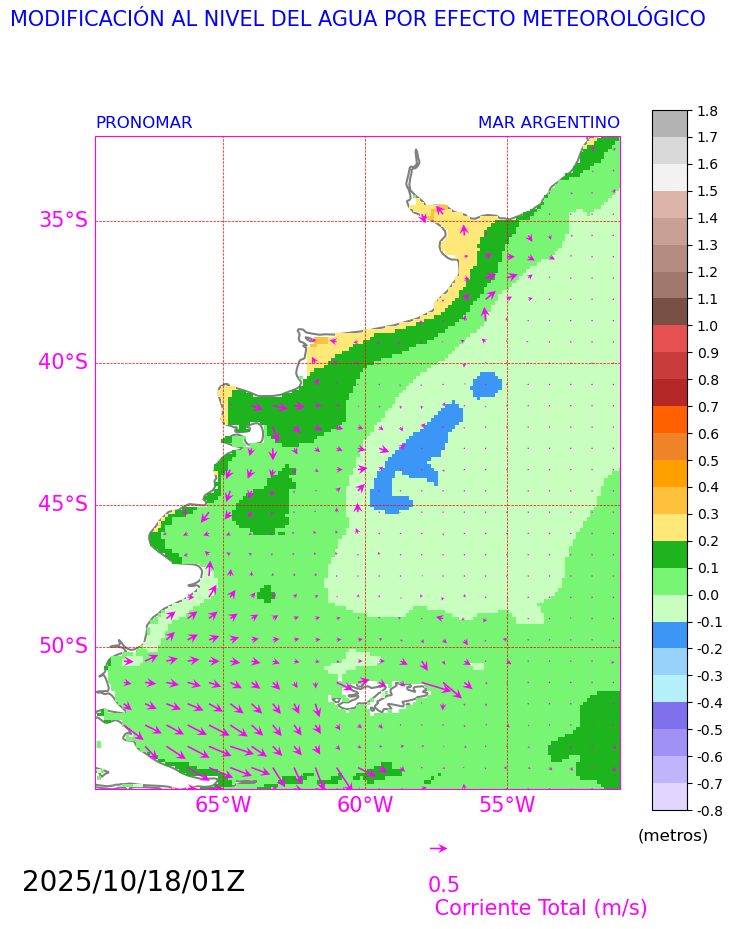 MODIFICACIÓN AL NIVEL DEL AGUA POR EFECTO METEOROLÓGICO
PRONOMAR
MAR ARGENTINO
35°S
40°S
45°S
50°S
65°W
60°W
55°W
1.8
1.7
1.6
1.5
1.4
1.3
1.2
1.1
1.0
0.9
0.8
0.7
0.6
0.5
0.4
0.3
0.2
0.1
0.0
-0.1
-0.2
-0.3
-0.4
-0.5
-0.6
-0.7
-0.8
(metros)
2025/10/18/01Z
0.5
Corriente Total (m/s)